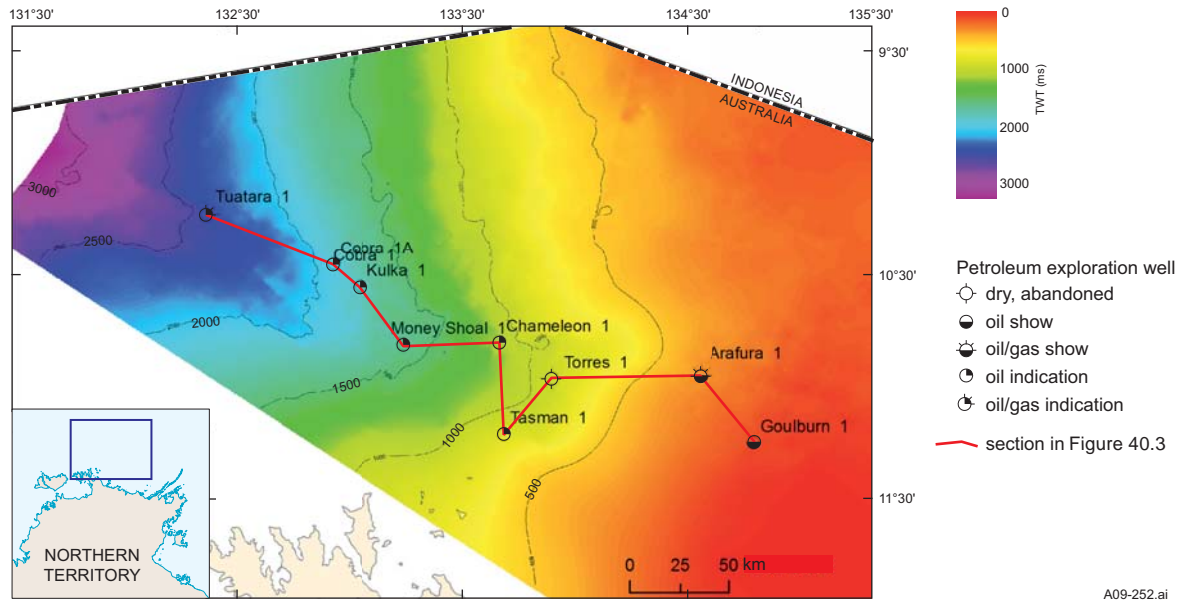 131°30' 132°30' 133°30' 134°30' 135°30'
9°30'
10°30'
11°30'
INDONESIA
AUSTRALIA
3000
2500
2000
1500
1000
500
Tuatara 1
Cobra 1A
Cobra 1
Kulka 1
Money Shoal 1
Chameleon 1
Torres 1
Tasman 1
Arafura 1
Goulburn 1
0 25 50 km
NORTHERN
TERRITORY
0
1000
2000
3000
TWT (ms)
Petroleum exploration well
dry, abandoned
oil show
oil/gas show
oil indication
oil/gas indication
section in Figure 40.3
A09-252.ai